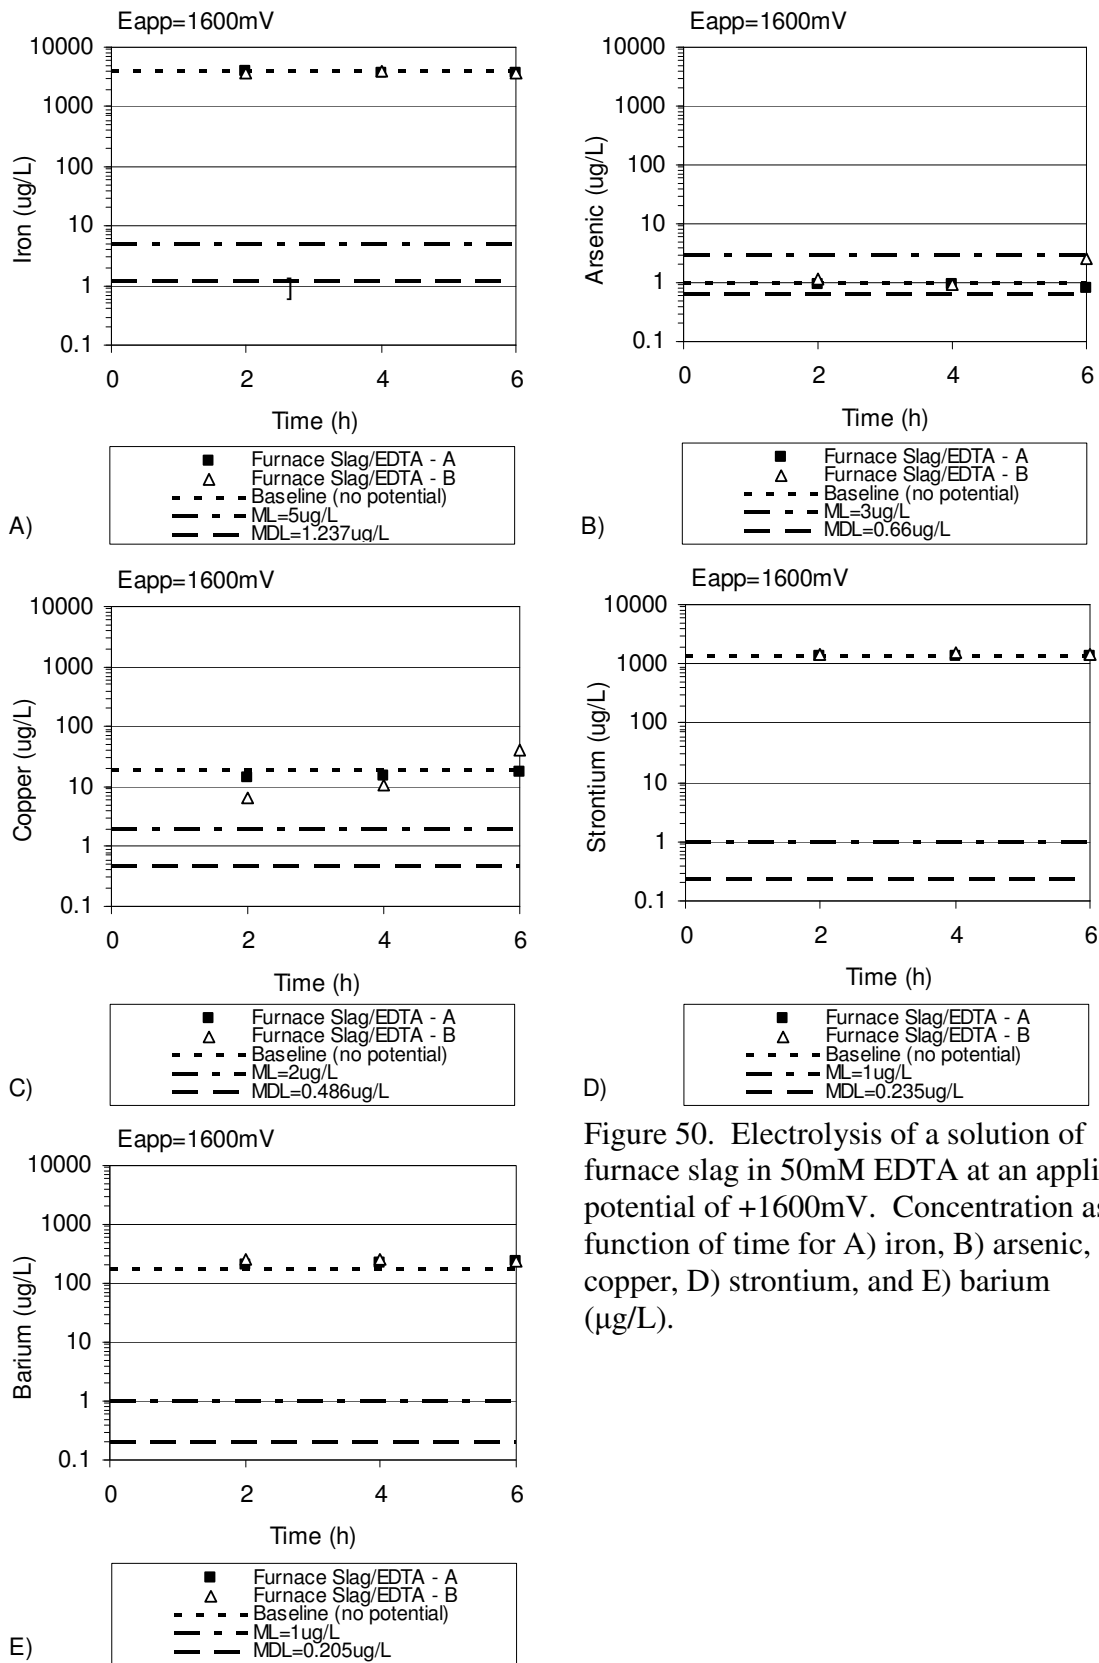 Eapp=1600mV
10000
1000
100
10
1
0.1
Iron (ug/L)
0 2 4 6
Time (h)
Furnace Slag/EDTA - A
Furnace Slag/EDTA - B
Baseline (no potential)
ML=5ug/L
MDL=1.237ug/L
A)
Eapp=1600mV
10000
1000
100
10
1
0.1
Arsenic (ug/L)
0 2 4 6
Time (h)
Furnace Slag/EDTA - A
Furnace Slag/EDTA - B
Baseline (no potential)
ML=3ug/L
MDL=0.66ug/L
B)
Eapp=1600mV
10000
1000
100
10
1
0.1
Copper (ug/L)
0 2 4 6
Time (h)
Furnace Slag/EDTA - A
Furnace Slag/EDTA - B
Baseline (no potential)
ML=2ug/L
MDL=0.486ug/L
C)
Eapp=1600mV
10000
1000
100
10
1
0.1
Strontium (ug/L)
0 2 4 6
Time (h)
Furnace Slag/EDTA - A
Furnace Slag/EDTA - B
Baseline (no potential)
ML=1ug/L
MDL=0.235ug/L
D)
Eapp=1600mV
10000
1000
100
10
1
0.1
Barium (ug/L)
0 2 4 6
Time (h)
Furnace Slag/EDTA - A
Furnace Slag/EDTA - B
Baseline (no potential)
ML=1ug/L
MDL=0.205ug/L
E)
Figure 50. Electrolysis of a solution of
furnace slag in 50mM EDTA at an appli
potential of +1600mV. Concentration as
function of time for A) iron, B) arsenic,
copper, D) strontium, and E) barium
(µg/L).